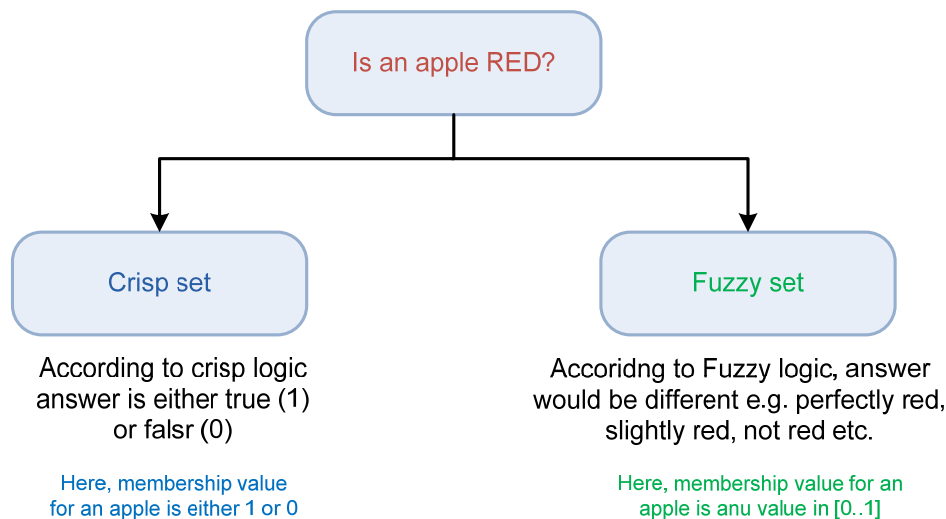 Is an apple RED?
Crisp set
Fuzzy set
According to crisp logic
answer is either true (1)
or falsr (0)
Accoridng to Fuzzy logic, answer
would be different e.g. perfectly red,
slightly red, not red etc.
Here, membership value
for an apple is either 1 or 0
Here, membership value for an
apple is anu value in [0..1]